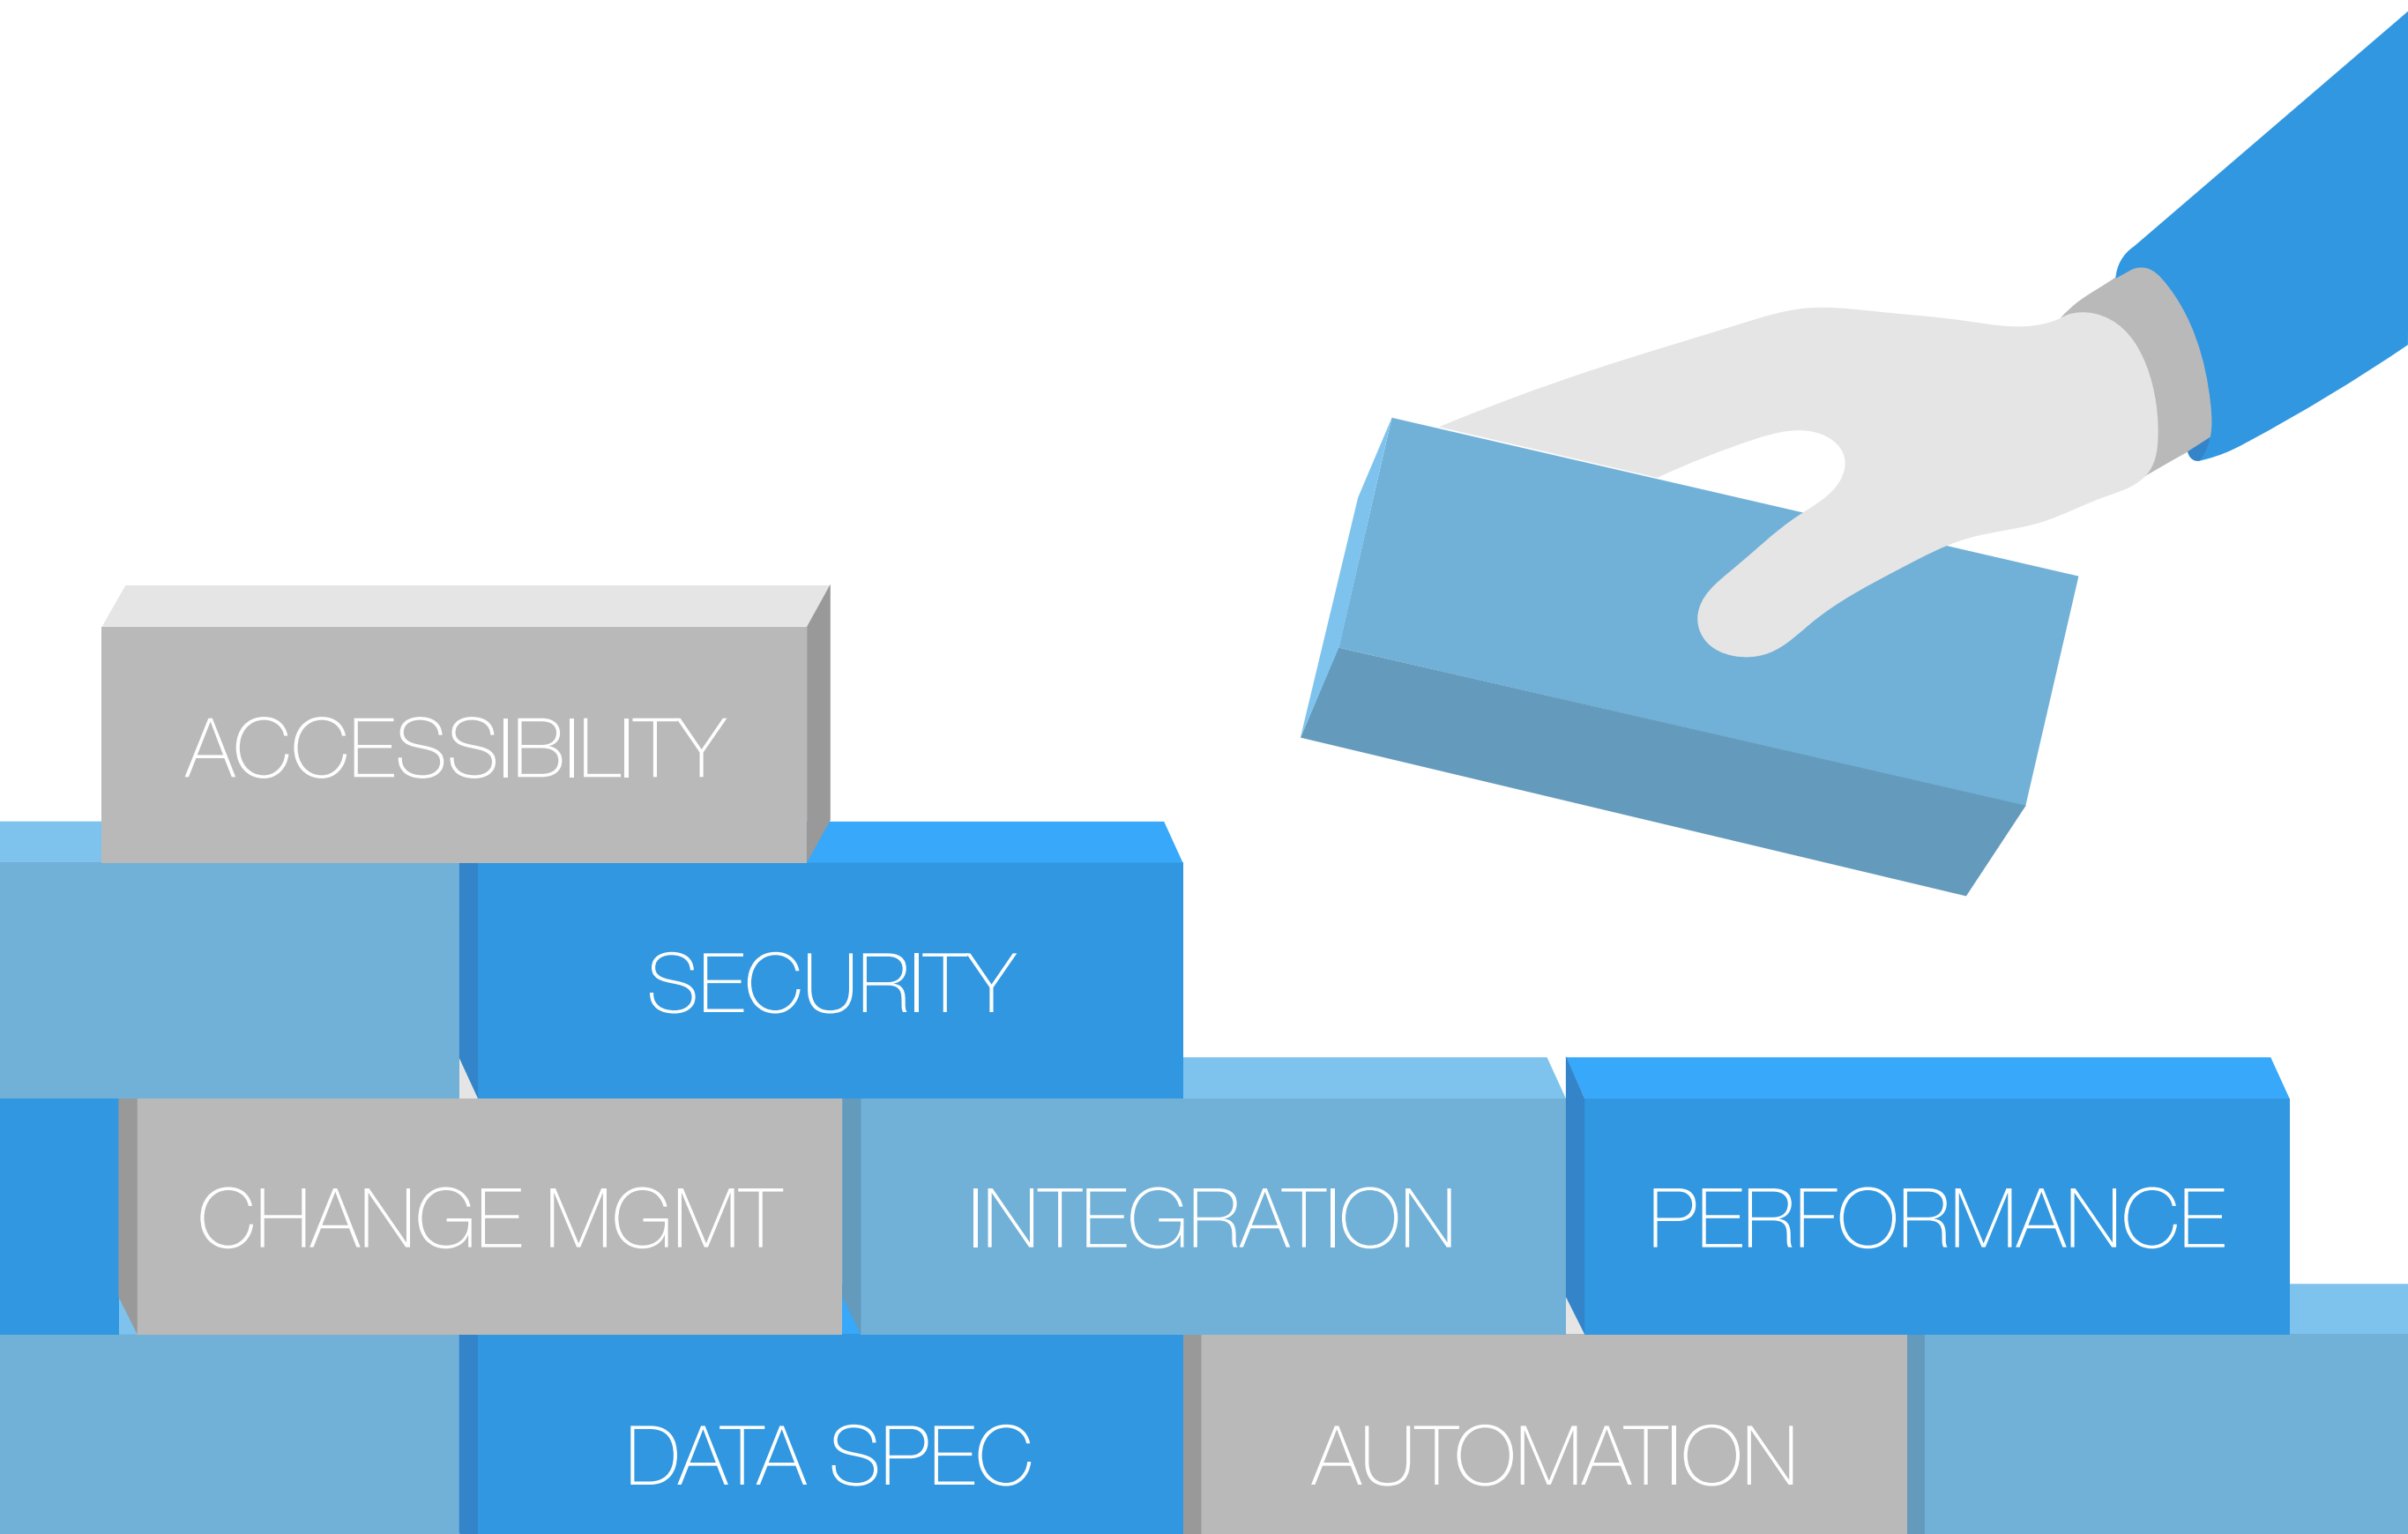 ACCESSIBILITY
SECURITY
CHANGE MGMT
INTEGRATION
PERFORMANCE
DATA SPEC
AUTOMATION